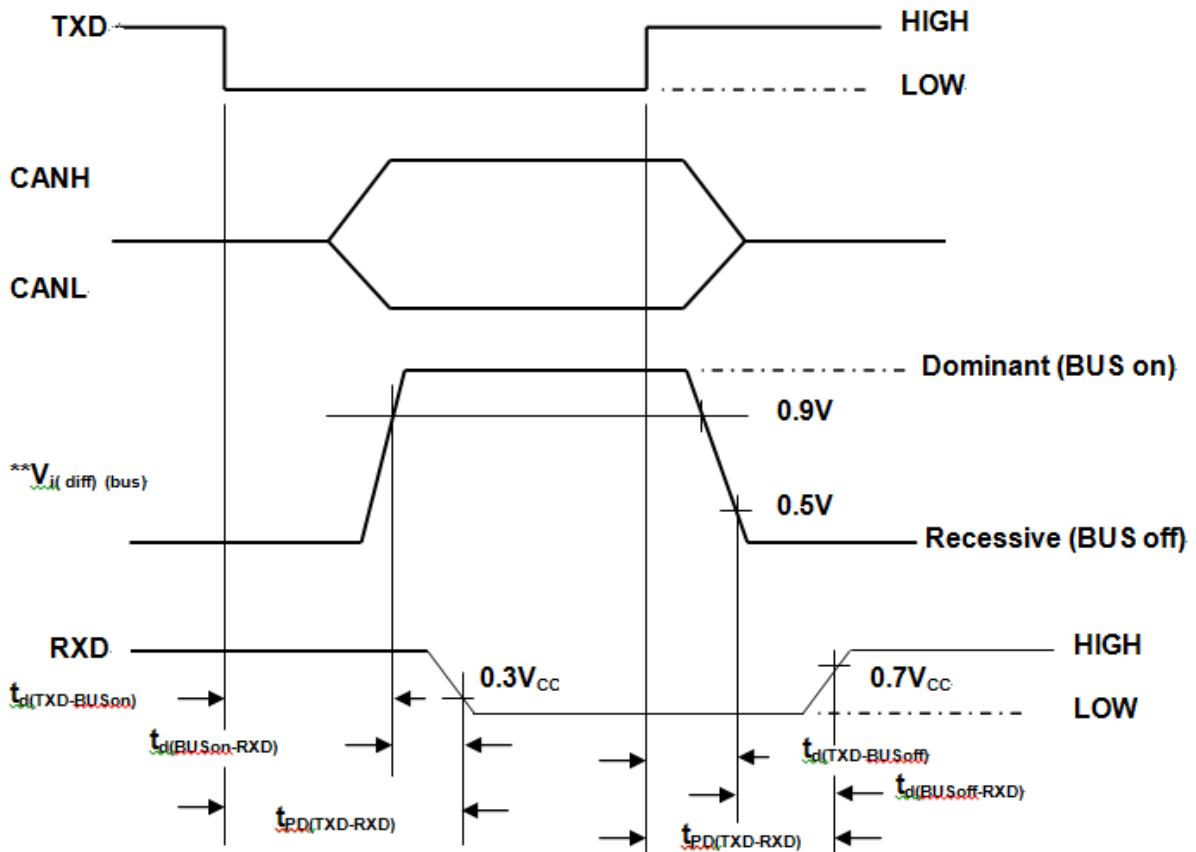 TXD
HIGH
LOW
CANH
CANL
Dominant (BUS on)
0.9V
**Vi( diff) (bus)
0.5V
Recessive (BUS off)
RXD
HIGH
0.3VCC
0.7VCC
td(TXD-BUSon)
LOW
td(BUSon-RXD)
td(TXD-BUSoff)
td(BUSoff-RXD)
tPD(TXD-RXD)
tPD(TXD-RXD)